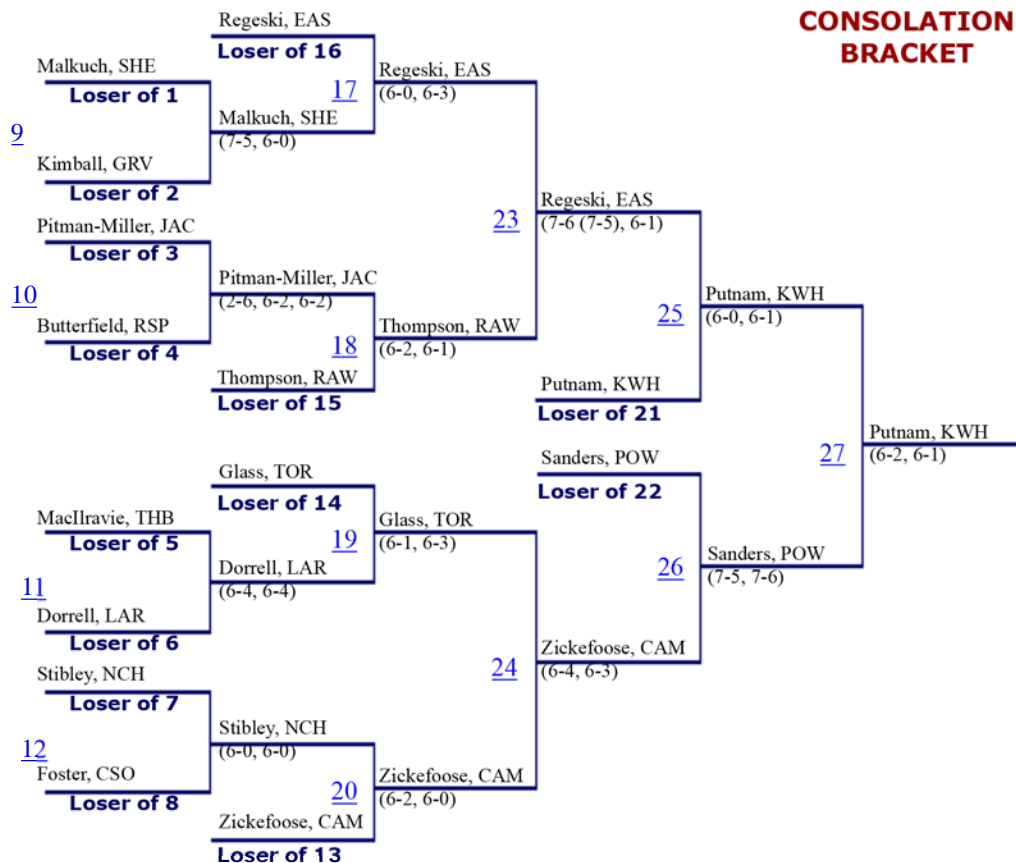 CONSOLATION
BRACKET
Regeski, EAS
Loser of 16
Malkuch, SHE
Loser of 1
17
Regeski, EAS
(6-0, 6-3)
9
Malkuch, SHE
(7-5, 6-0)
Kimball, GRV
Loser of 2
23
Regeski, EAS
(7-6 (7-5), 6-1)
Pitman-Miller, JAC
Loser of 3
10
Pitman-Miller, JAC
(2-6, 6-2, 6-2)
Butterfield, RSP
Loser of 4
18
Thompson, RAW
(6-2, 6-1)
Thompson, RAW
Loser of 15
25
Putnam, KWH
(6-0, 6-1)
Putnam, KWH
Loser of 21
27
Putnam, KWH
(6-2, 6-1)
Sanders, POW
Loser of 22
Glass, TOR
Loser of 14
MacIlravie, THB
Loser of 5
19
Glass, TOR
(6-1, 6-3)
11
Dorrell, LAR
(6-4, 6-4)
26
Sanders, POW
(7-5, 7-6)
Dorrell, LAR
Loser of 6
24
Zickefoose, CAM
(6-4, 6-3)
Stibley, NCH
Loser of 7
12
Stibley, NCH
(6-0, 6-0)
Foster, CSO
Loser of 8
20
Zickefoose, CAM
(6-2, 6-0)
Zickefoose, CAM
Loser of 13